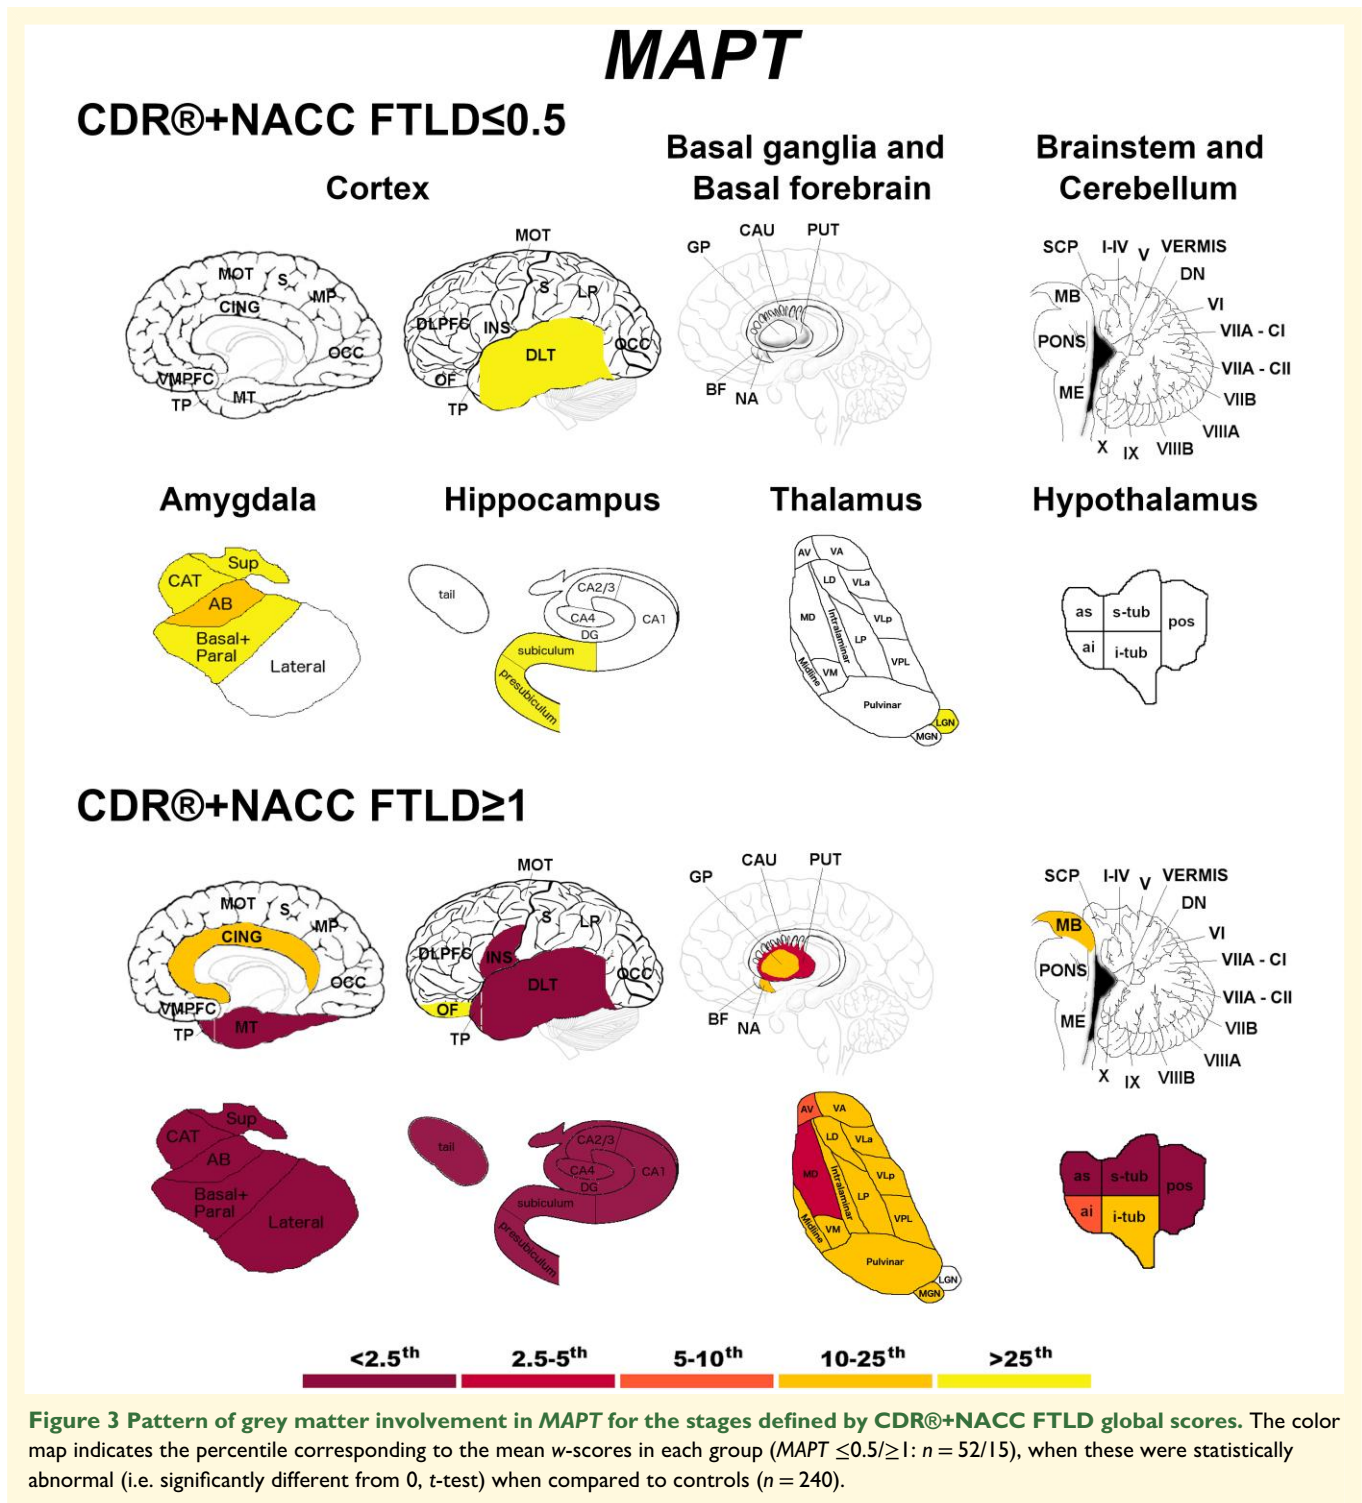 MAPT
CDR®+NACC FTLD≤0.5
Cortex
Basal ganglia and
Basal forebrain
Brainstem and
Cerebellum
MOT
S
MP
CING
OCC
VMPFC
TP
MT
MOT
S
LP
DLPFC
INS
DLT
OCC
OF
TP
GP
CAU
PUT
BF
NA
SCP
I-IV
V
VERMIS
DN
MB
VI
PONS
VIIA - CI
VIIA - CII
ME
VIIB
VIIIA
X
IX
VIIIB
Amygdala
Hippocampus
Thalamus
Hypothalamus
Sup
CAT
AB
Basal+
Paral
Lateral
tail
CA2/3
CA4
CA1
DG
subiculum
presubiculum
AV
VA
LD
VLa
MD
Intralaminar
VLp
LP
Midline
VM
VPL
Pulvinar
LGN
MGN
as
s-tub
pos
ai
i-tub
CDR®+NACC FTLD≥1
MOT
S
MP
CING
OCC
VMPFC
TP
MT
MOT
S
LP
DLPFC
INS
DLT
OCC
OF
TP
GP
CAU
PUT
BF
NA
SCP
I-IV
V
VERMIS
DN
MB
VI
PONS
VIIA - CI
VIIA - CII
ME
VIIB
VIIIA
X
IX
VIIIB
Sup
CAT
AB
Basal+
Paral
Lateral
tail
CA2/3
CA4
CA1
DG
subiculum
presubiculum
AV
VA
LD
VLa
MD
Intralaminar
VLp
LP
Midline
VM
VPL
Pulvinar
LGN
MGN
as
s-tub
pos
ai
i-tub
<2.5th 2.5-5th 5-10th 10-25th >25th
Figure 3 Pattern of grey matter involvement in MAPT for the stages defined by CDR®+NACC FTLD global scores. The color
map indicates the percentile corresponding to the mean w-scores in each group (MAPT ≤0.5/≥1: n = 52/15), when these were statistically
abnormal (i.e. significantly different from 0, t-test) when compared to controls (n = 240).